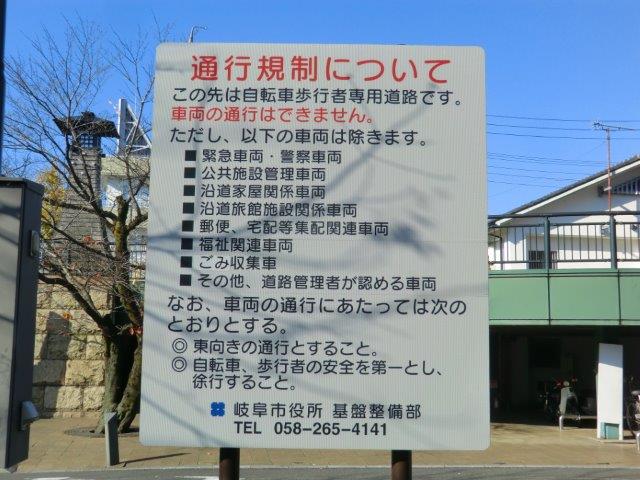 通行規制について
この先は自転車歩行者専用道路です。
車両の通行はできません。
ただし、以下の車両は除きます。
■ 緊急車両・警察車両
■ 公共施設管理車両
■ 沿道家屋関係車両
■ 沿道旅館施設関係車両
■ 郵便、宅配等集配関連車両
■ 福祉関連車両
■ ごみ収集車
■ その他、道路管理者が認める車両
なお、車両の通行にあたっては次の
とおりとする。
◎ 東向きの通行とすること。
◎ 自転車、歩行者の安全を第一とし、
徐行すること。
岐阜市役所 基盤整備部
TEL 058-265-4141